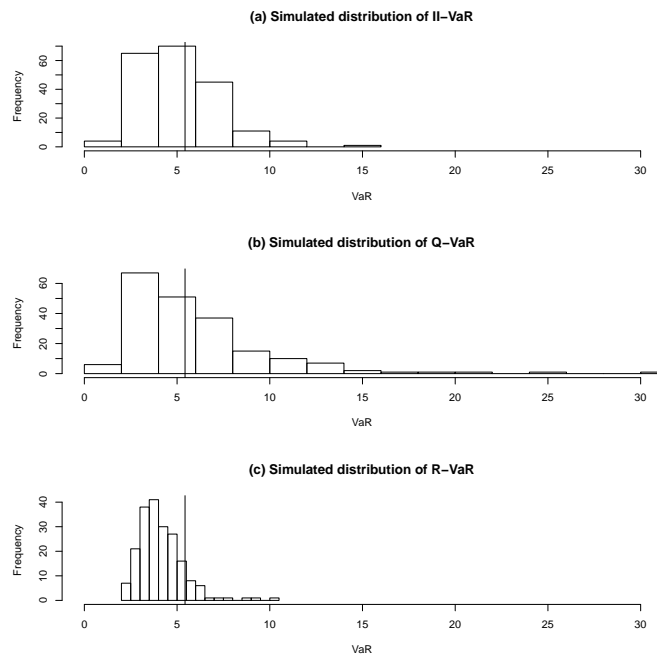 (a) Simulated distribution of II−VaR
Frequency
0 20 40 60
0 5 10 15 20 25 30
VaR
(b) Simulated distribution of Q−VaR
Frequency
0 20 40 60
0 5 10 15 20 25 30
VaR
(c) Simulated distribution of R−VaR
Frequency
0 10 20 30 40
0 5 10 15 20 25 30
VaR